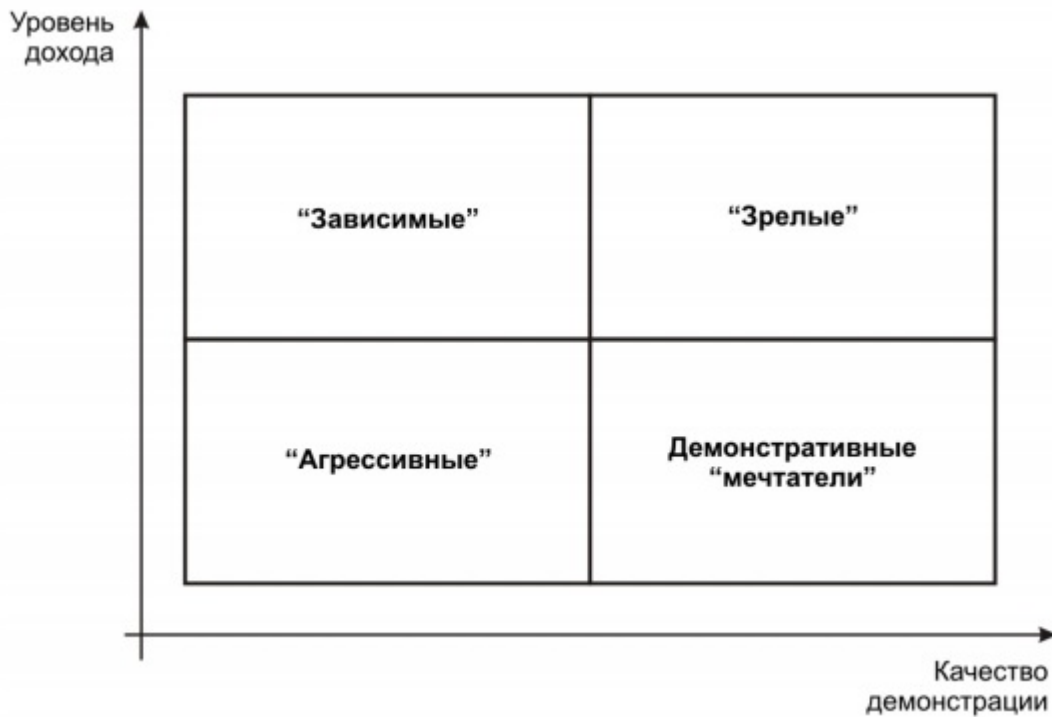 Уровень
дохода
“Зависимые”
“Зрелые”
“Агрессивные”
Демонстративные
“мечтатели”
Качество
демонстрации